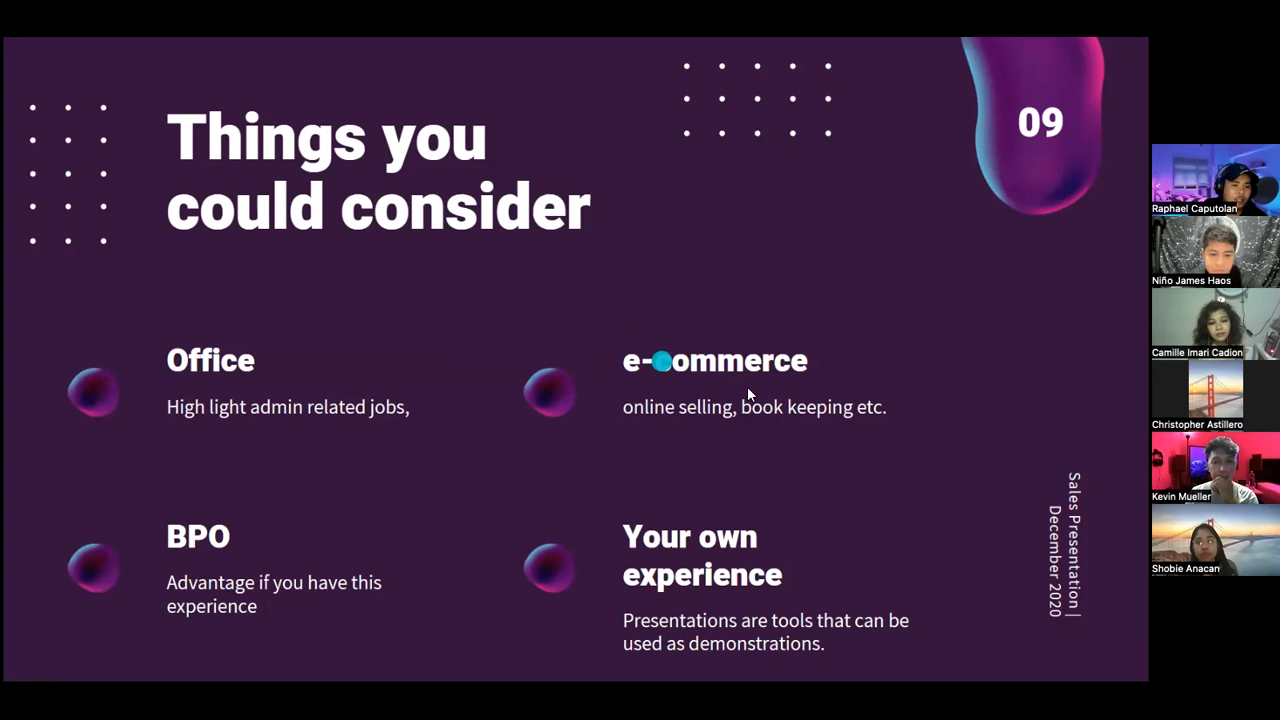 Things you
could consider
09
Office
High light admin related jobs,
e-commerce
online selling, book keeping etc.
BPO
Advantage if you have this
experience
Your own
experience
Presentations are tools that can be
used as demonstrations.
Sales Presentation |
December 2020
Raphael Caputolan
Niño James Haos
Camille Imari Cadion
Christopher Astillero
Kevin Mueller
Shobie Anacan